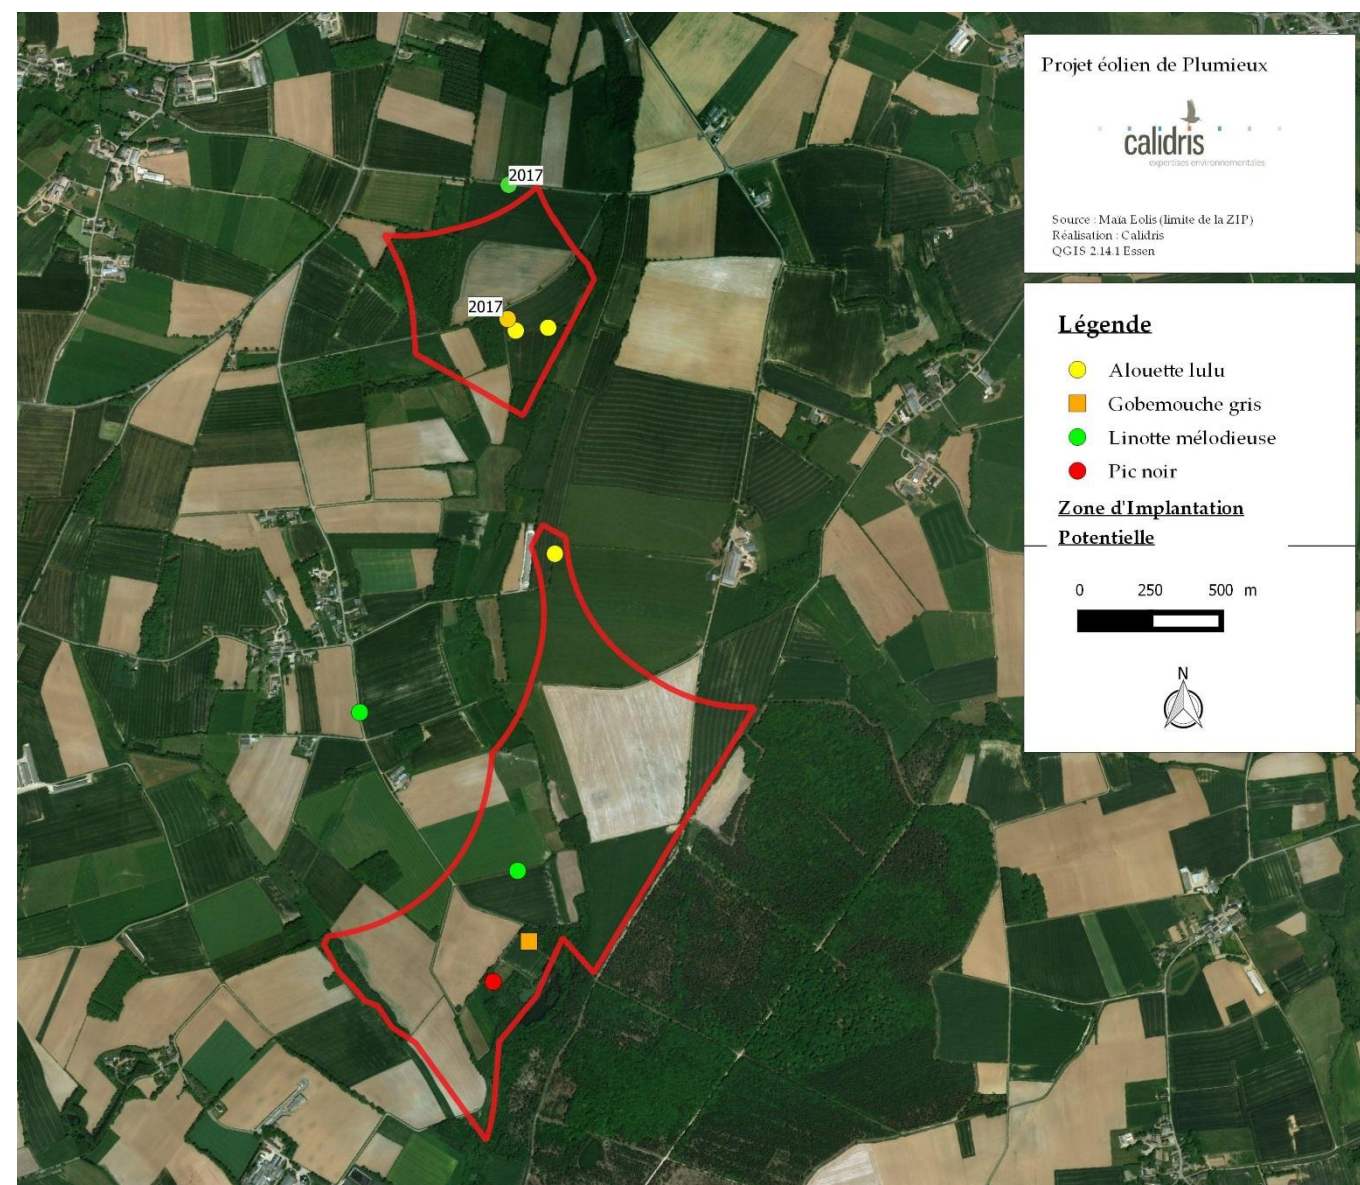 2017
2017
Projet éolien de Plumieux
calidris
expertises environnementales
Source : Maïa Eolis (limite de la ZIP)
Réalisation : Calidris
QGIS 2.14.1 Essen
Légende
Alouette lulu
Gobemouche gris
Linotte mélodieuse
Pic noir
Zone d'Implantation
Potentielle
0 250 500 m
N